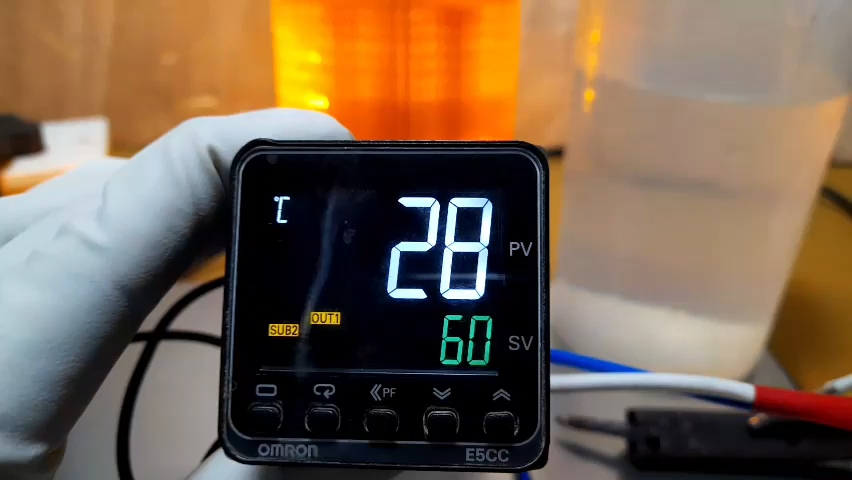 ℃
28
PV
SUB2 OUT1
60
SV
PF
OMRON E5CC